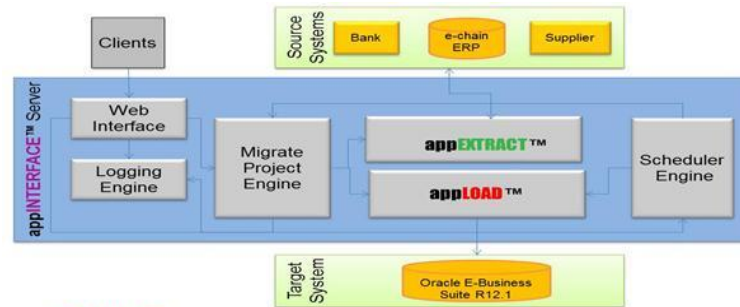 Clients
Source
Systems
Bank
e-chain
ERP
Supplier
appINTERFACE™ Server
Web
Interface
Logging
Engine
Migrate
Project
Engine
appEXTRACT™
appLOAD™
Scheduler
Engine
Target
System
Oracle E-Business
Suite R12.1